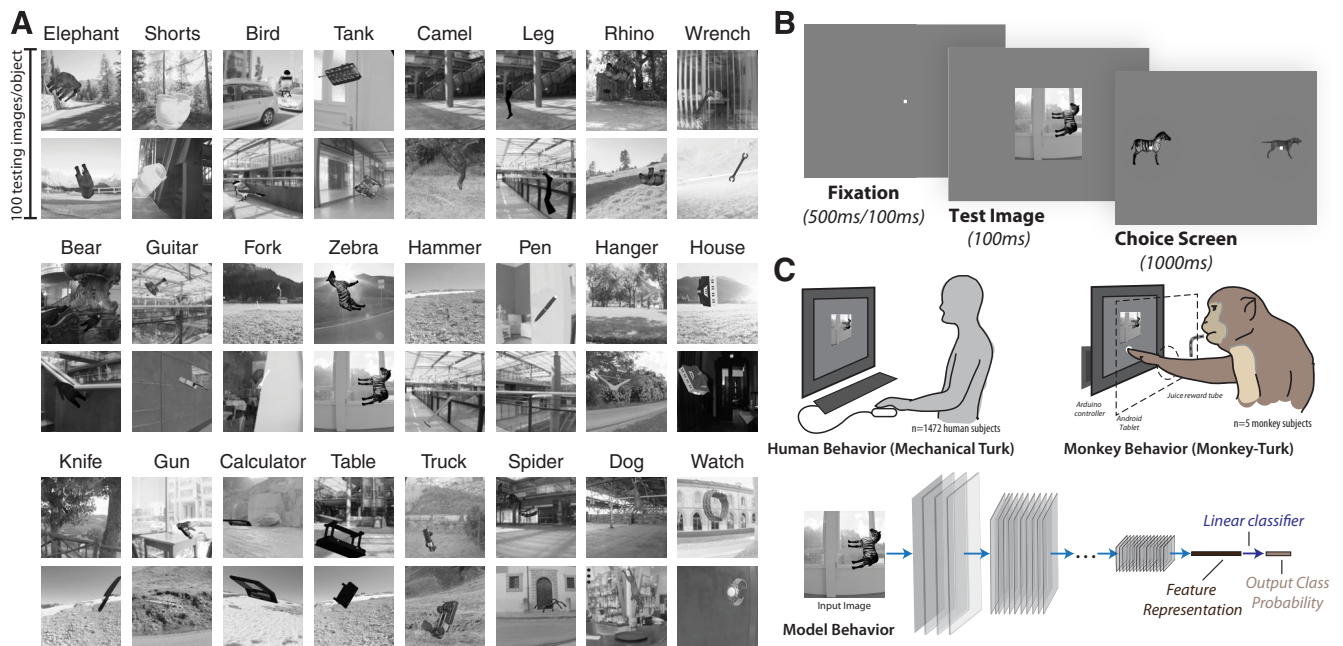 A
Elephant Shorts Bird Tank Camel Leg Rhino Wrench
100 testing images/object
Bear Guitar Fork Zebra Hammer Pen Hanger House
Knife Gun Calculator Table Truck Spider Dog Watch
B
Fixation
(500ms/100ms)
Test Image
(100ms)
Choice Screen
(1000ms)
C
n=1472 human subjects
Human Behavior (Mechanical Turk)
Arduino
controller
Android
Tablet
Juice reward tube
n=5 monkey subjects
Monkey Behavior (Monkey-Turk)
Input Image
Model Behavior
...
Linear classifier
Feature
Representation
Output Class
Probability